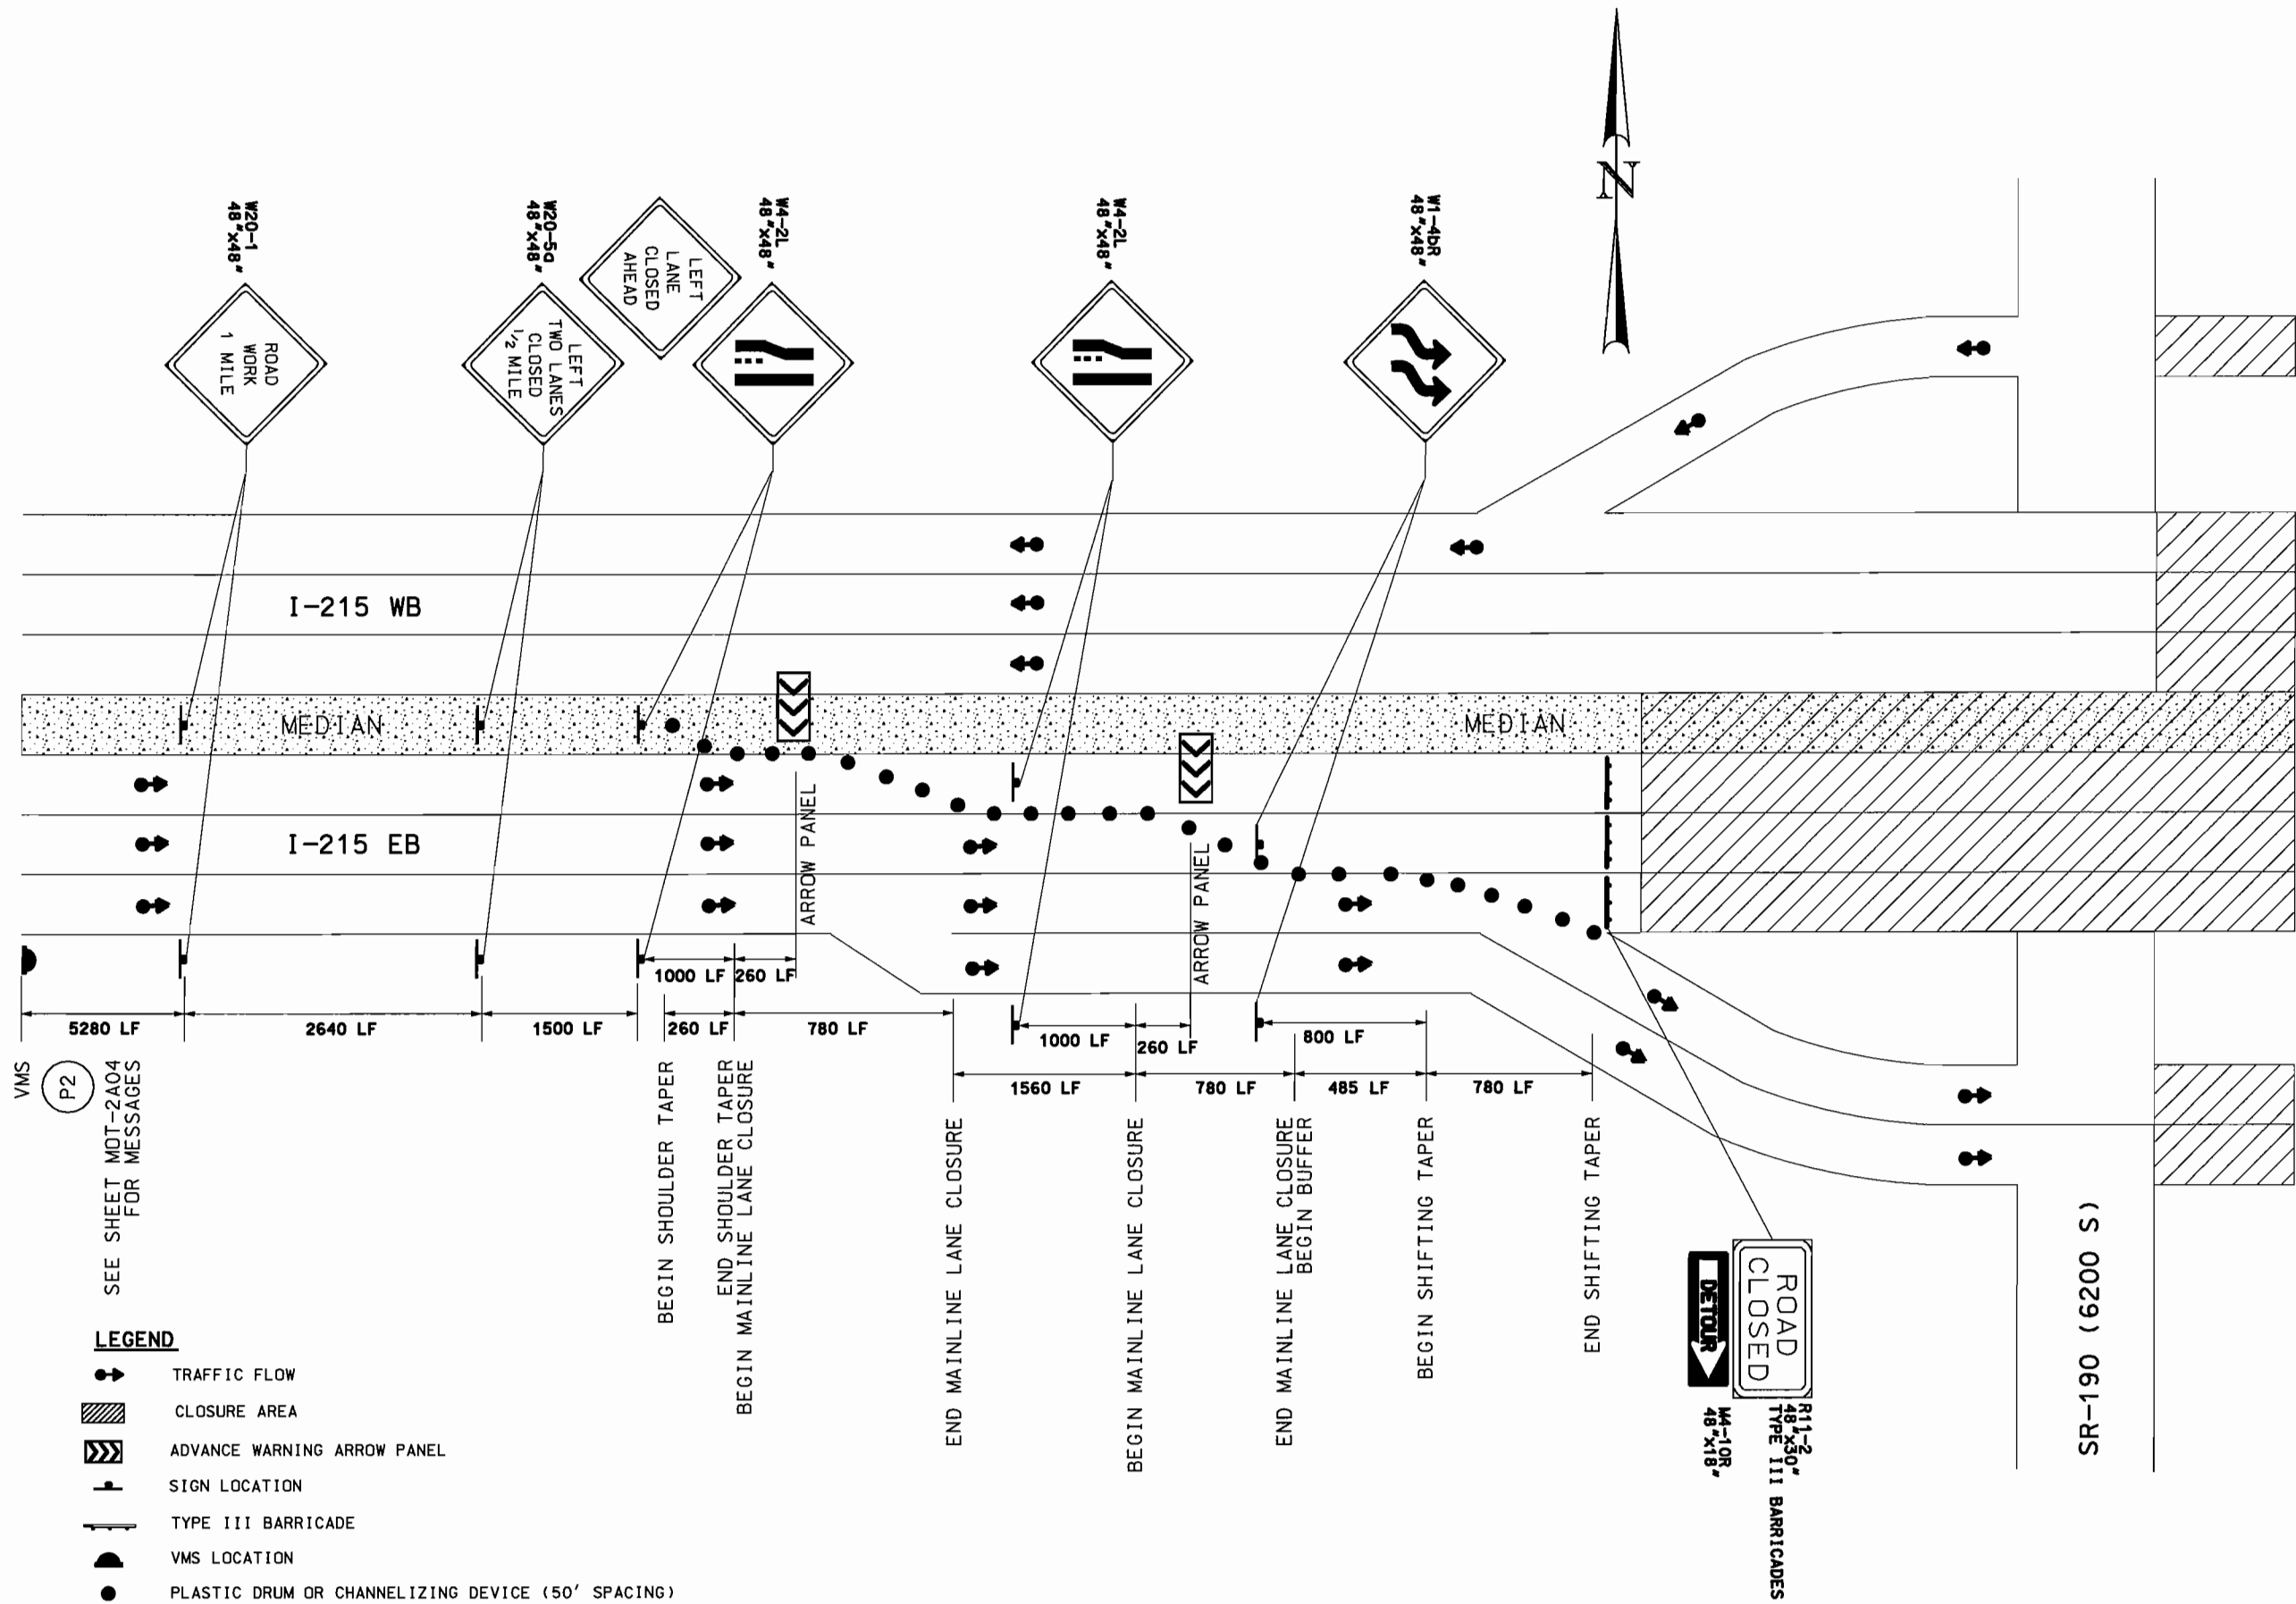 N
W20-1
48"x48"
ROAD
WORK
1 MILE
W20-5a
48"x48"
LEFT
TWO LANES
CLOSED
1/2 MILE
LEFT
LANE
CLOSED
AHEAD
W4-2L
48"x48"
W4-2L
48"x48"
W1-4bR
48"x48"
I-215 WB
MEDIAN
MEDIAN
I-215 EB
ARROW PANEL
ARROW PANEL
1000 LF
260 LF
5280 LF
2640 LF
1500 LF
260 LF
780 LF
1000 LF
260 LF
800 LF
1560 LF
780 LF
485 LF
780 LF
VMS
P2
SEE SHEET MOT-2A04
FOR MESSAGES
BEGIN SHOULDER TAPER
END SHOULDER TAPER
BEGIN MAINLINE LANE CLOSURE
END MAINLINE LANE CLOSURE
BEGIN MAINLINE LANE CLOSURE
END MAINLINE LANE CLOSURE
BEGIN BUFFER
BEGIN SHIFTING TAPER
END SHIFTING TAPER
ROAD
CLOSED
DETOUR
R11-2
48"x30"
TYPE III BARRICADES
M4-10R
48"x18"
SR-190 (6200 S)
LEGEND
TRAFFIC FLOW
CLOSURE AREA
ADVANCE WARNING ARROW PANEL
SIGN LOCATION
TYPE III BARRICADE
VMS LOCATION
PLASTIC DRUM OR CHANNELIZING DEVICE (50' SPACING)